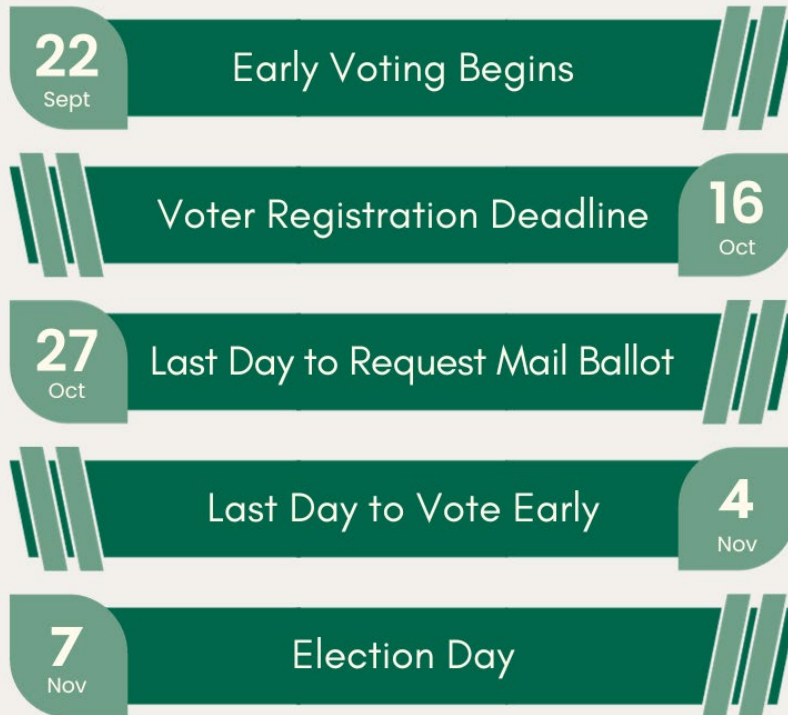 22
Sept
Early Voting Begins
Voter Registration Deadline
16
Oct
27
Oct
Last Day to Request Mail Ballot
Last Day to Vote Early
4
Nov
7
Nov
Election Day